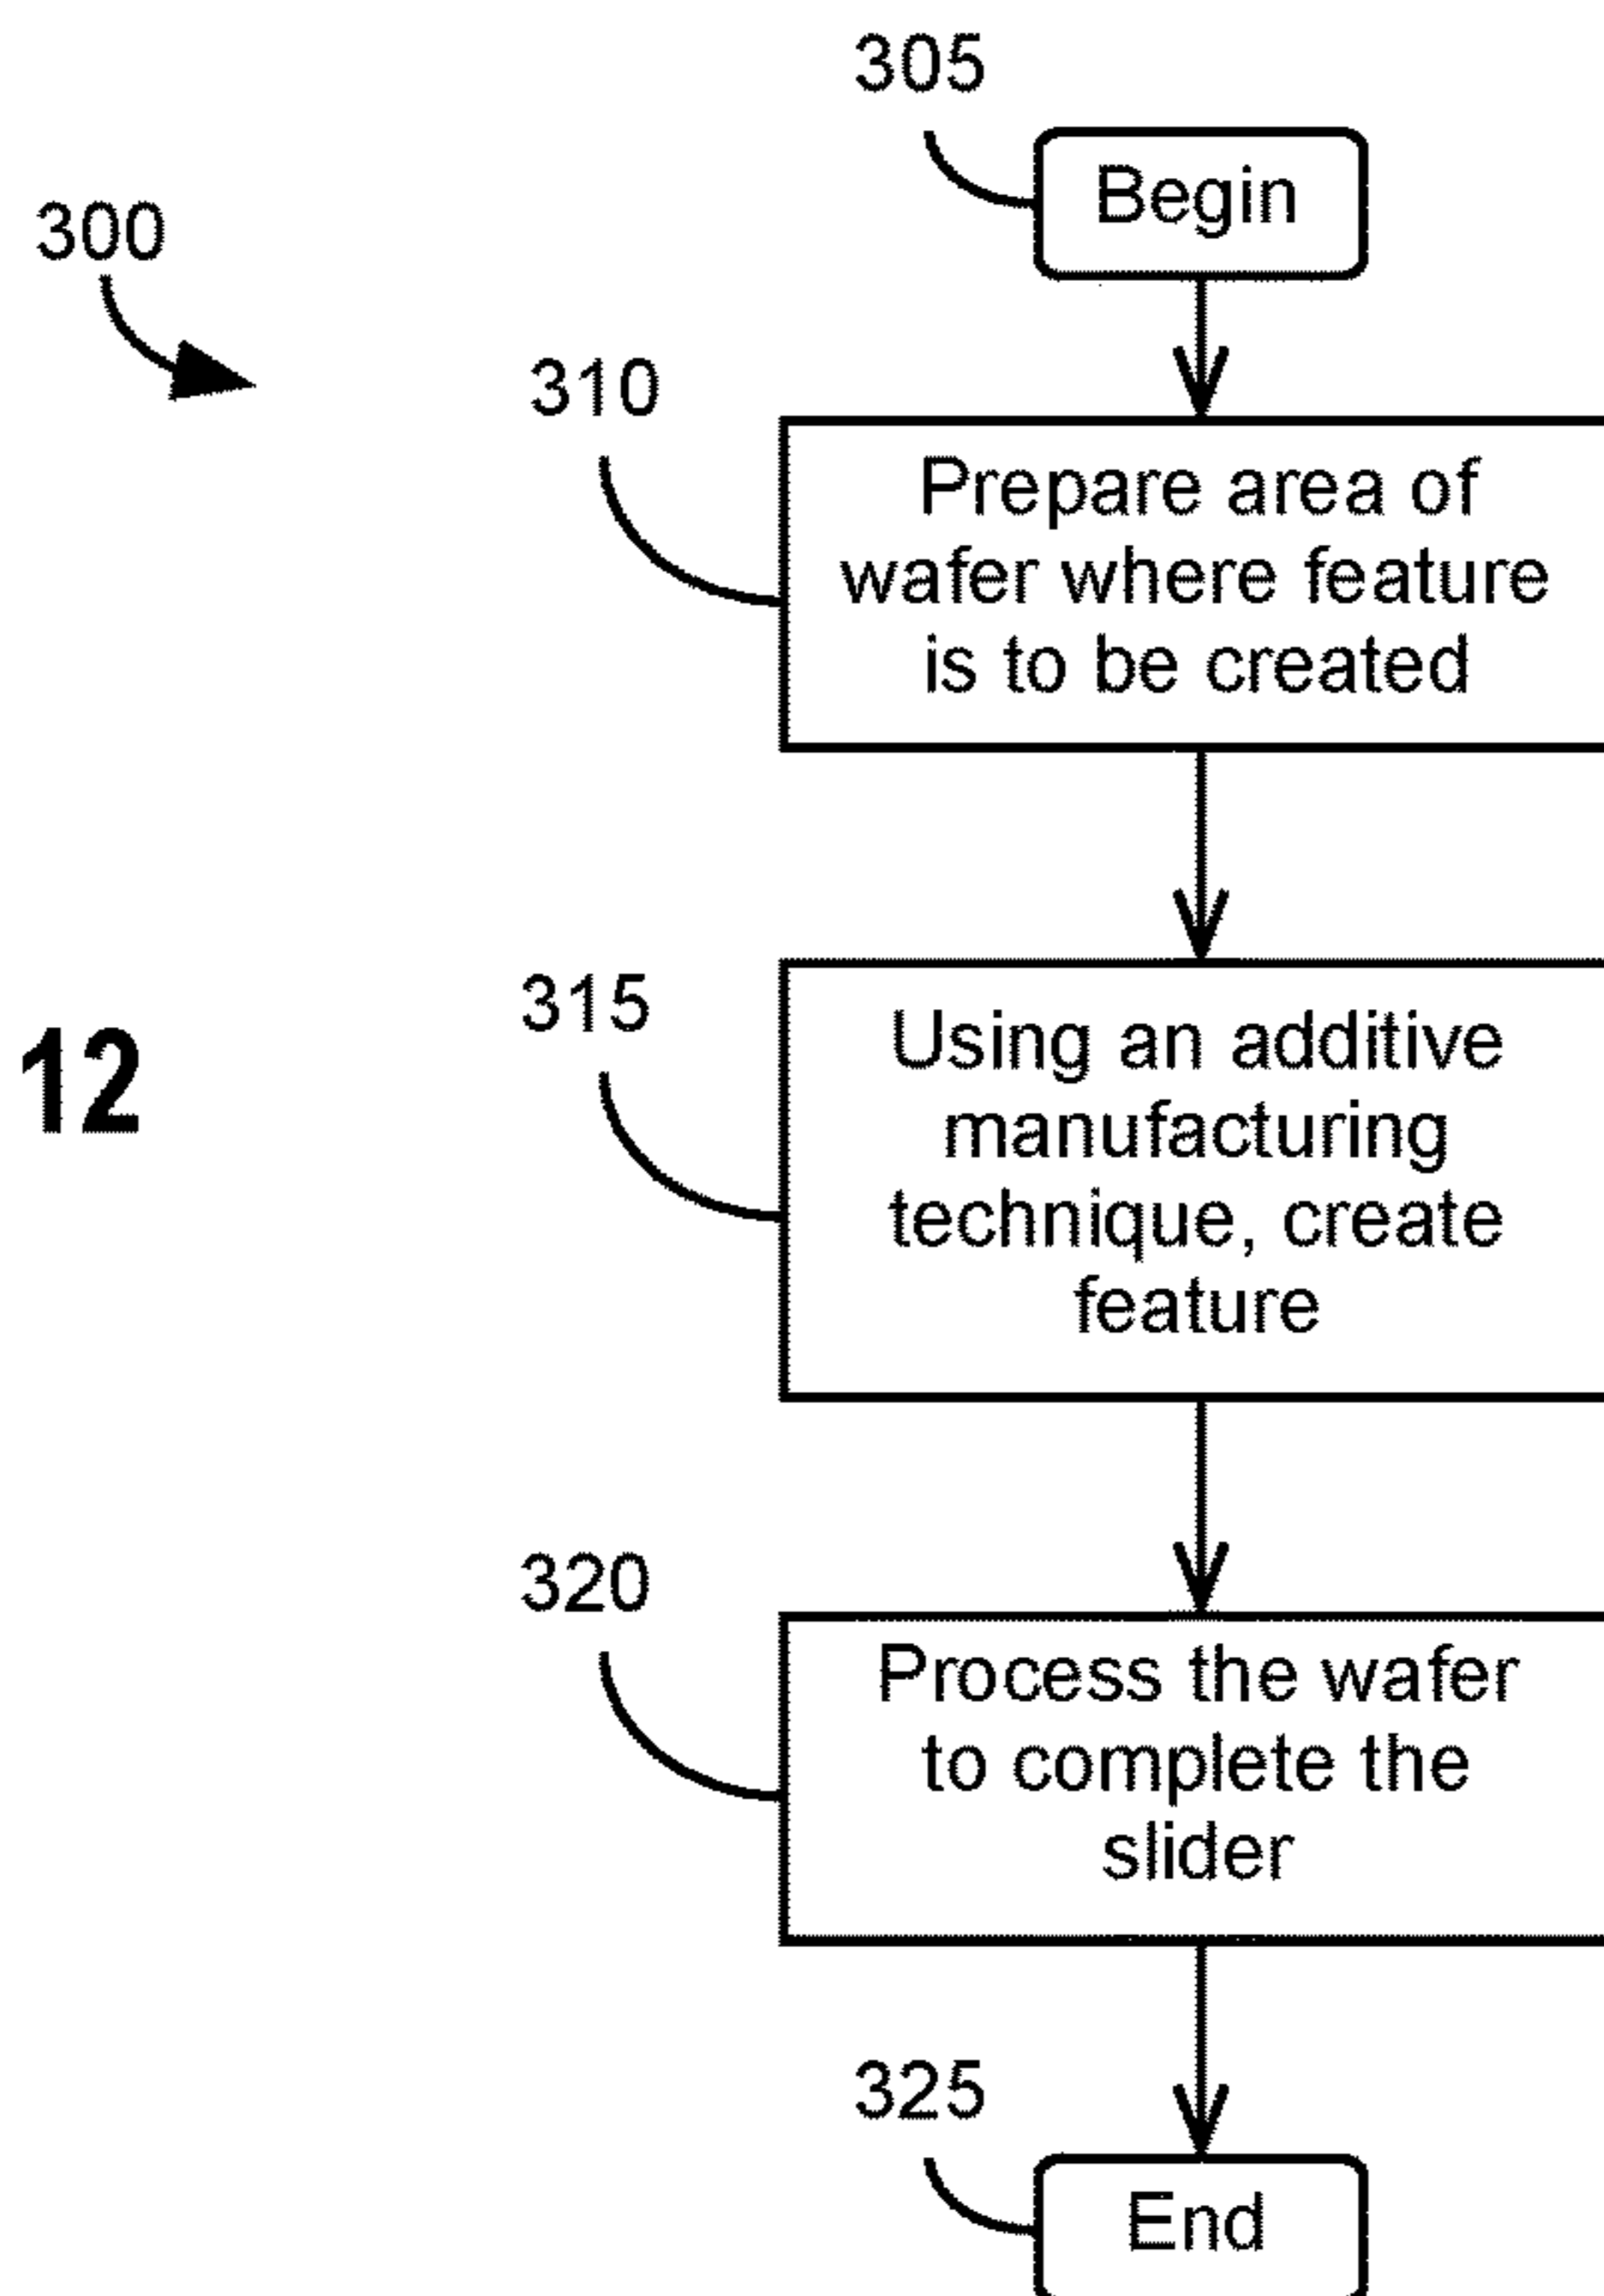 305
Begin
300
310
Prepare area of
wafer where feature
is to be created
315
12
Using an additive
manufacturing
technique, create
feature
320
Process the wafer
to complete the
slider
325
End